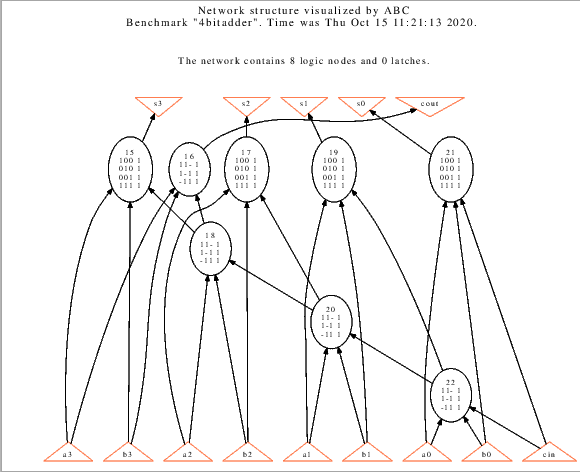 Network structure visualized by ABC
Benchmark "4bitadder". Time was Thu Oct 15 11:21:13 2020.
The network contains 8 logic nodes and 0 latches.
s3
s2
s1
s0
cout
15
100 1
010 1
001 1
111 1
16
11- 1
1-1 1
-11 1
17
100 1
010 1
001 1
111 1
19
100 1
010 1
001 1
111 1
21
100 1
010 1
001 1
111 1
18
11- 1
1-1 1
-11 1
20
11- 1
1-1 1
-11 1
22
11- 1
1-1 1
-11 1
a3
b3
a2
b2
a1
b1
a0
b0
cin